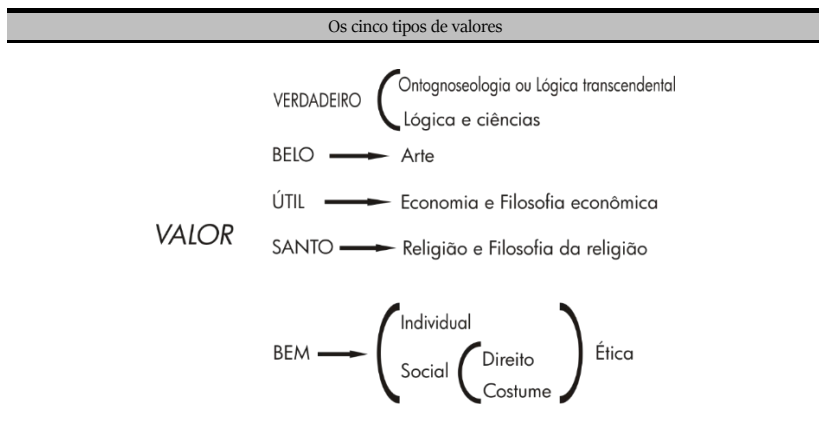 Os cinco tipos de valores
VERDADEIRO
Ontognoseologia ou Lógica transcendental
Lógica e ciências
BELO
Arte
ÚTIL
Economia e Filosofia econômica
VALOR
SANTO
Religião e Filosofia da religião
BEM
Individual
Social
Direito
Costume
Ética